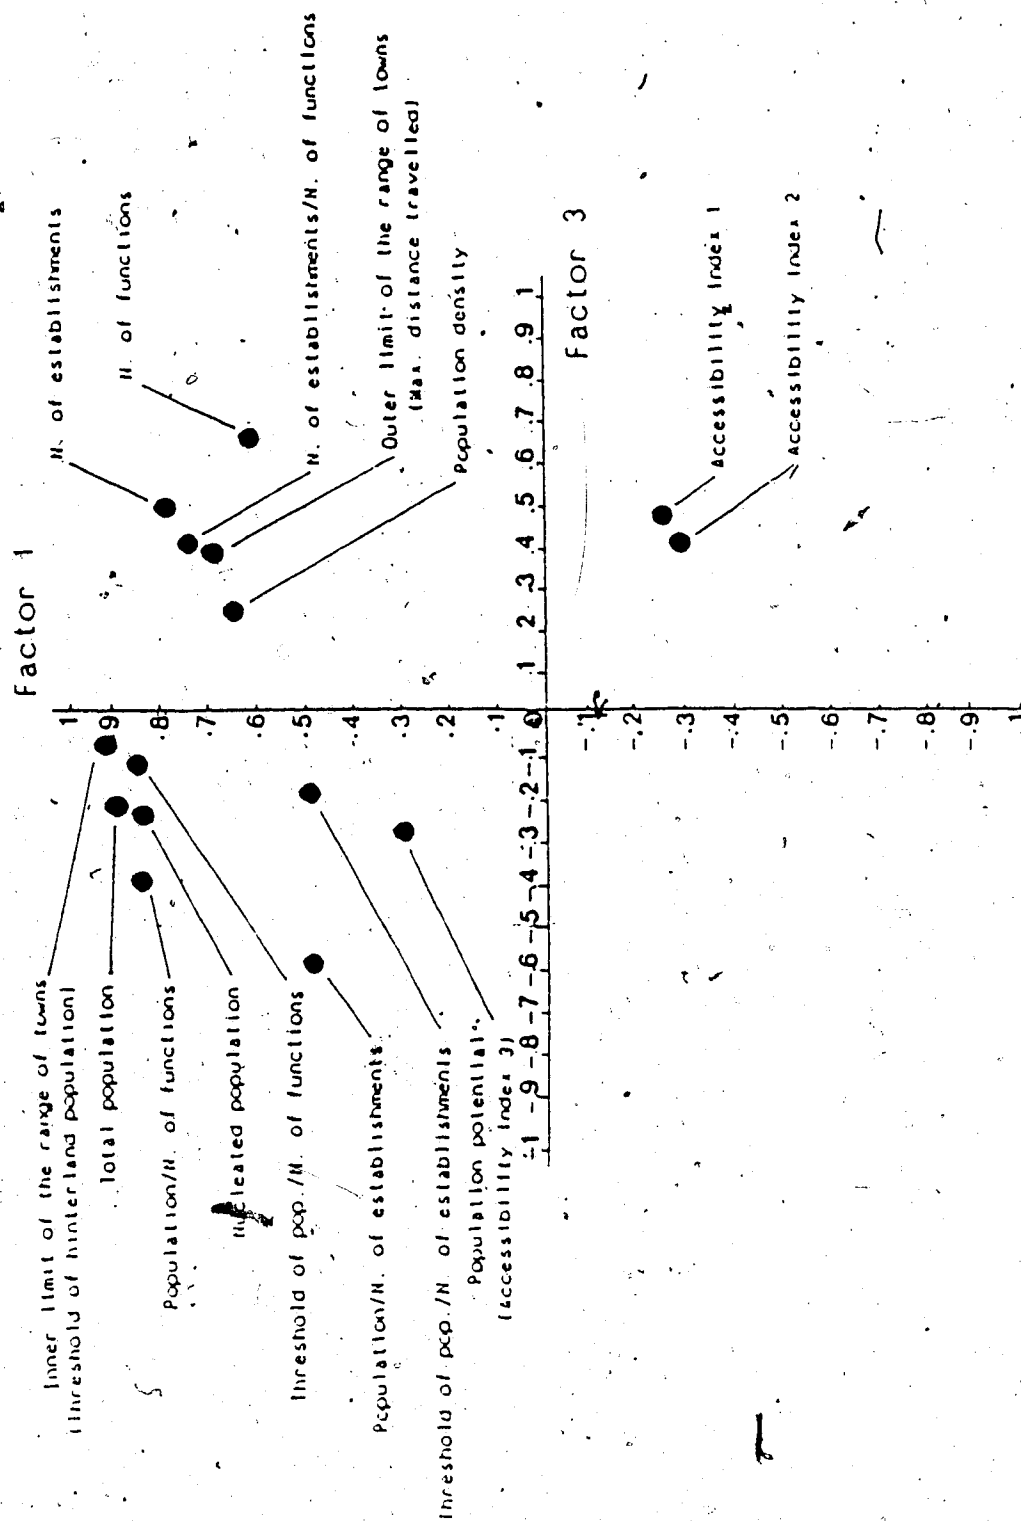 Factor 1
N. of establishments
N. of functions
N. of establishments/N. of functions
Outer limit of the range of towns
(Max. distance travelled)
Population density
Inner limit of the range of towns
(Threshold of hinterland population)
Total population
Population/N. of functions
Nucleated population
Threshold of pop./N. of functions
Population/N. of establishments
Threshold of pop./N. of establishments
Population potential
(Accessibility Index 3)
1
.9
.8
.7
.6
.5
.4
.3
.2
.1
0
-.1
-.2
-.3
-.4
-.5
-.6
-.7
-.8
-.9
1
-1 -.9 -.8 -.7 -.6 -.5 -.4 -.3 -.2 -.1
.1 .2 .3 .4 .5 .6 .7 .8 .9 1
Factor 3
Accessibility Index 1
Accessibility Index 2